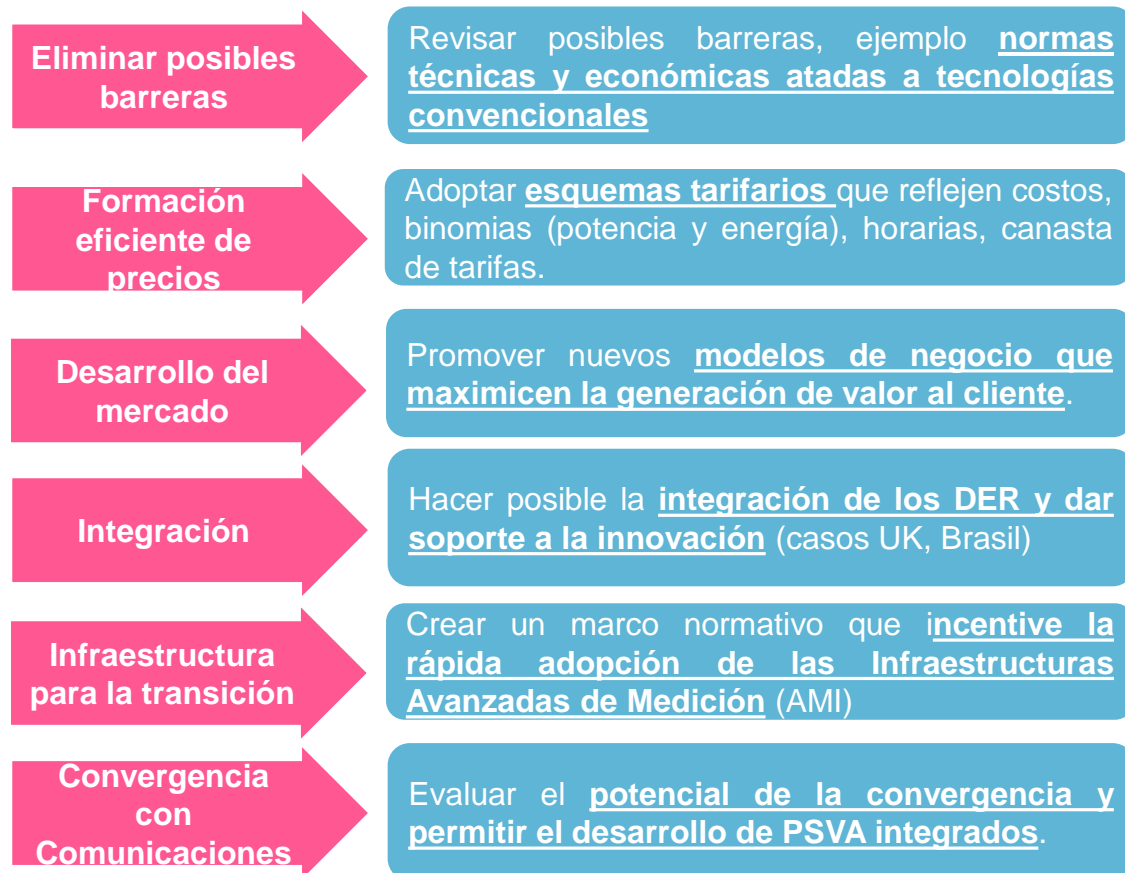 Eliminar posibles
barreras
Revisar posibles barreras, ejemplo normas
técnicas y económicas atadas a tecnologías
convencionales
Formación
eficiente de
precios
Adoptar esquemas tarifarios que reflejen costos,
binomias (potencia y energía), horarias, canasta
de tarifas.
Desarrollo del
mercado
Promover nuevos modelos de negocio que
maximicen la generación de valor al cliente.
Integración
Hacer posible la integración de los DER y dar
soporte a la innovación (casos UK, Brasil)
Infraestructura
para la transición
Crear un marco normativo que incentive la
rápida adopción de las Infraestructuras
Avanzadas de Medición (AMI)
Convergencia
con
Comunicaciones
Evaluar el potencial de la convergencia y
permitir el desarrollo de PSVA integrados.